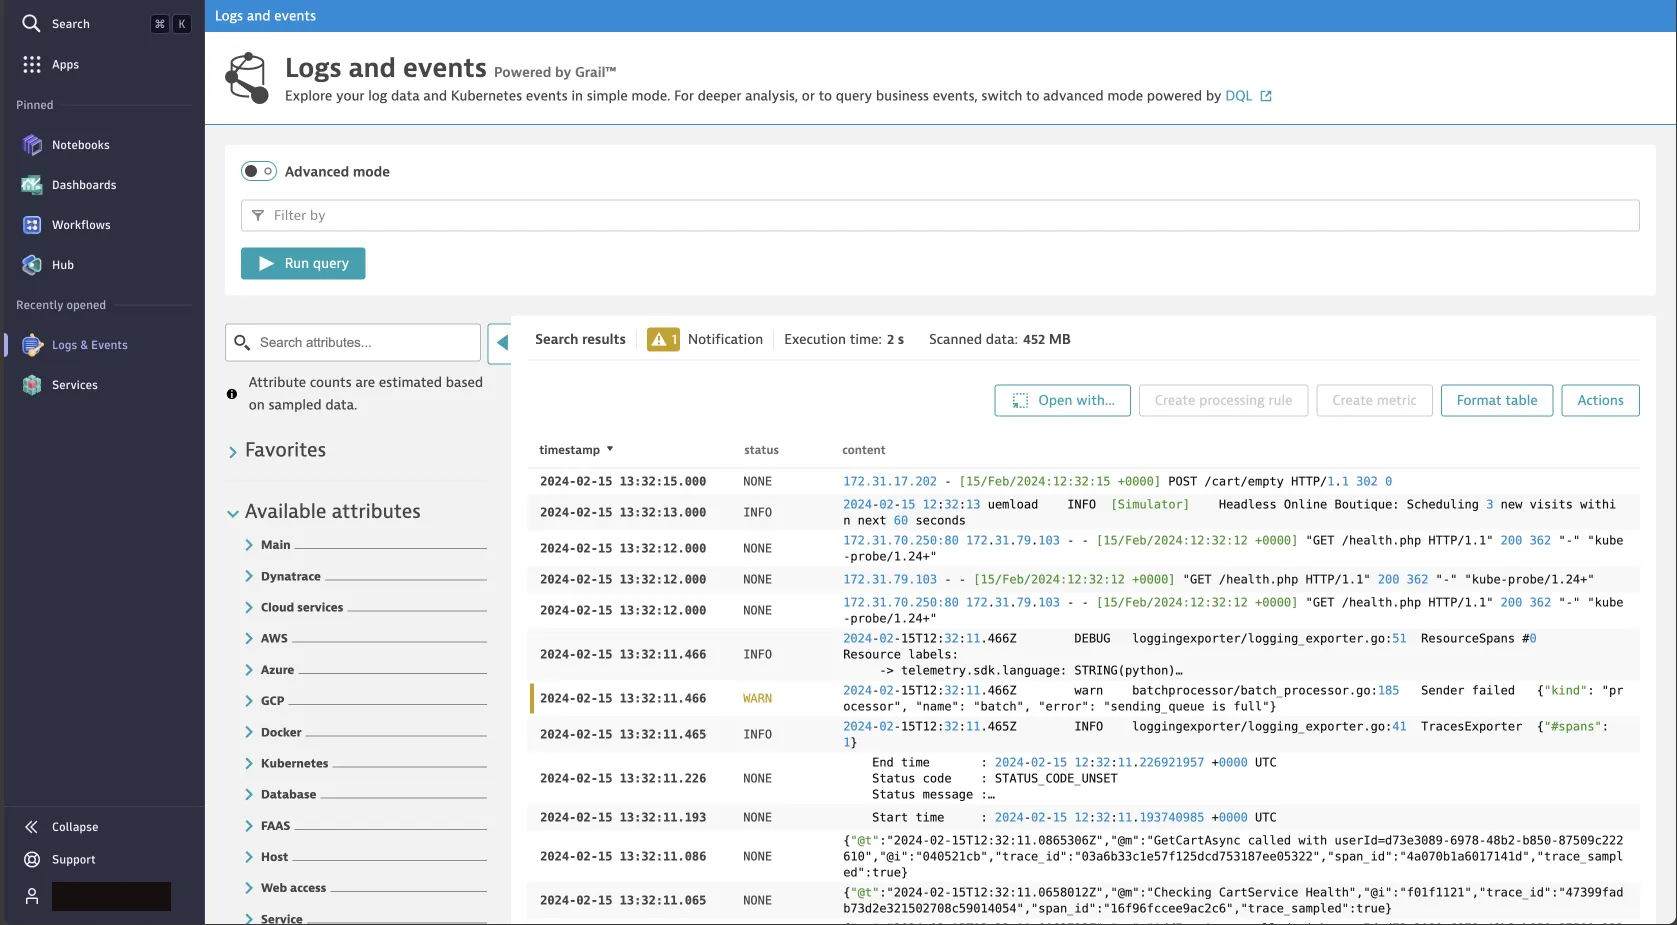 Search
⌘ K
Apps
Pinned
Notebooks
Dashboards
Workflows
Hub
Recently opened
Logs & Events
Services
Collapse
Support
Logs and events
Logs and events Powered by Grail™
Explore your log data and Kubernetes events in simple mode. For deeper analysis, or to query business events, switch to advanced mode powered by DQL
Advanced mode
Filter by
Run query
Search attributes...
Attribute counts are estimated based
on sampled data.
Favorites
Available attributes
Main
Dynatrace
Cloud services
AWS
Azure
GCP
Docker
Kubernetes
Database
FAAS
Host
Web access
Service
Search results
1 Notification
Execution time: 2 s
Scanned data: 452 MB
Open with...
Create processing rule
Create metric
Format table
Actions
timestamp status content
2024-02-15 13:32:15.000 NONE 172.31.17.202 - [15/Feb/2024:12:32:15 +0000] POST /cart/empty HTTP/1.1 302 0
2024-02-15 13:32:13.000 INFO 2024-02-15 12:32:13 uemload INFO [Simulator] Headless Online Boutique: Scheduling 3 new visits withi
n next 60 seconds
2024-02-15 13:32:12.000 NONE 172.31.70.250:80 172.31.79.103 - - [15/Feb/2024:12:32:12 +0000] "GET /health.php HTTP/1.1" 200 362 "-" "kube
-probe/1.24+"
2024-02-15 13:32:12.000 NONE 172.31.79.103 - - [15/Feb/2024:12:32:12 +0000] "GET /health.php HTTP/1.1" 200 362 "-" "kube-probe/1.24+"
2024-02-15 13:32:12.000 NONE 172.31.70.250:80 172.31.79.103 - - [15/Feb/2024:12:32:12 +0000] "GET /health.php HTTP/1.1" 200 362 "-" "kube
-probe/1.24+"
2024-02-15 13:32:11.466 INFO 2024-02-15T12:32:11.466Z DEBUG loggingexporter/logging_exporter.go:51 ResourceSpans #0
Resource labels:
-> telemetry.sdk.language: STRING(python)…
2024-02-15 13:32:11.466 WARN 2024-02-15T12:32:11.466Z warn batchprocessor/batch_processor.go:185 Sender failed {"kind": "pr
ocessor", "name": "batch", "error": "sending_queue is full"}
2024-02-15 13:32:11.465 INFO 2024-02-15T12:32:11.465Z INFO loggingexporter/logging_exporter.go:41 TracesExporter {"#spans":
1}
2024-02-15 13:32:11.226 NONE End time : 2024-02-15 12:32:11.226921957 +0000 UTC
Status code : STATUS_CODE_UNSET
Status message :…
2024-02-15 13:32:11.193 NONE Start time : 2024-02-15 12:32:11.193740985 +0000 UTC
2024-02-15 13:32:11.086 NONE {"@t":"2024-02-15T12:32:11.0865306Z","@m":"GetCartAsync called with userId=d73e3089-6978-48b2-b850-87509c222
610","@i":"040521cb","trace_id":"03a6b33c1e57f125dcd753187ee05322","span_id":"4a070b1a6017141d","trace_sampl
ed":true}
2024-02-15 13:32:11.065 NONE {"@t":"2024-02-15T12:32:11.0658012Z","@m":"Checking CartService Health","@i":"f01f1121","trace_id":"47399fad
b73d2e321502708c59014054","span_id":"16f96fccee9ac2c6","trace_sampled":true}